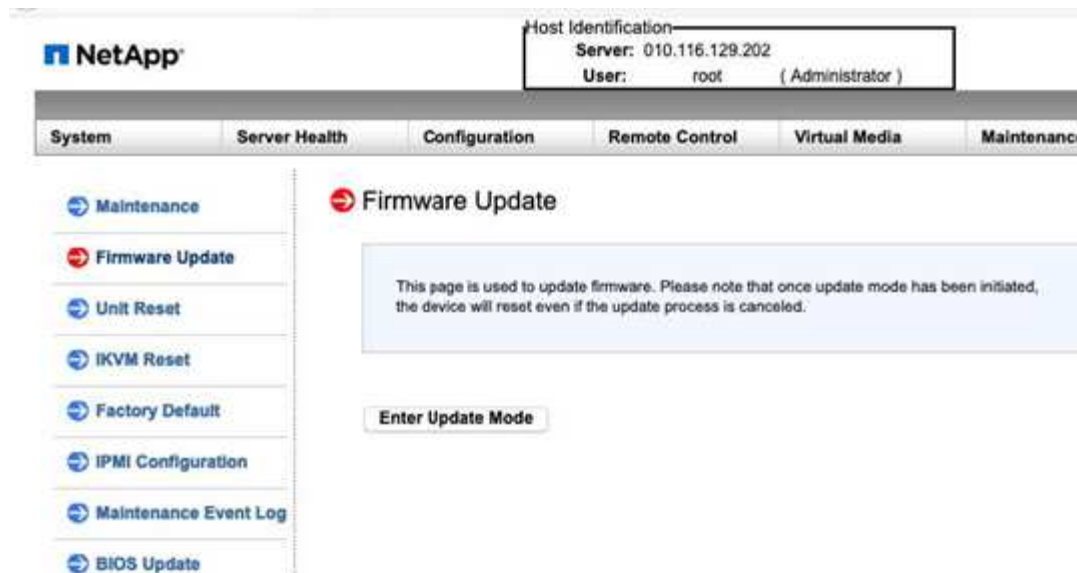 NetApp
Host Identification
Server: 010.116.129.202
User: root ( Administrator )
System Server Health Configuration Remote Control Virtual Media Maintenanc
Maintenance
Firmware Update
Unit Reset
IKVM Reset
Factory Default
IPMI Configuration
Maintenance Event Log
BIOS Update
Firmware Update
This page is used to update firmware. Please note that once update mode has been initiated,
the device will reset even if the update process is canceled.
Enter Update Mode